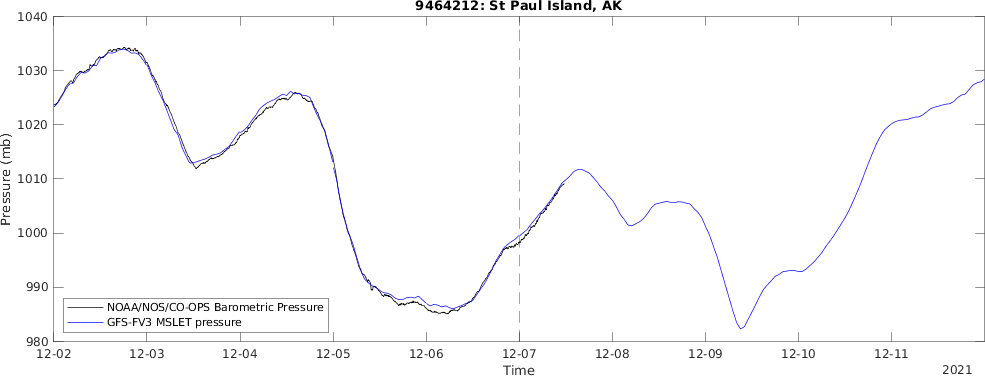 9464212: St Paul Island, AK
Pressure (mb)
1040
1030
1020
1010
1000
990
980
NOAA/NOS/CO-OPS Barometric Pressure
GFS-FV3 MSLET pressure
12-02 12-03 12-04 12-05 12-06 12-07 12-08 12-09 12-10 12-11
Time
2021